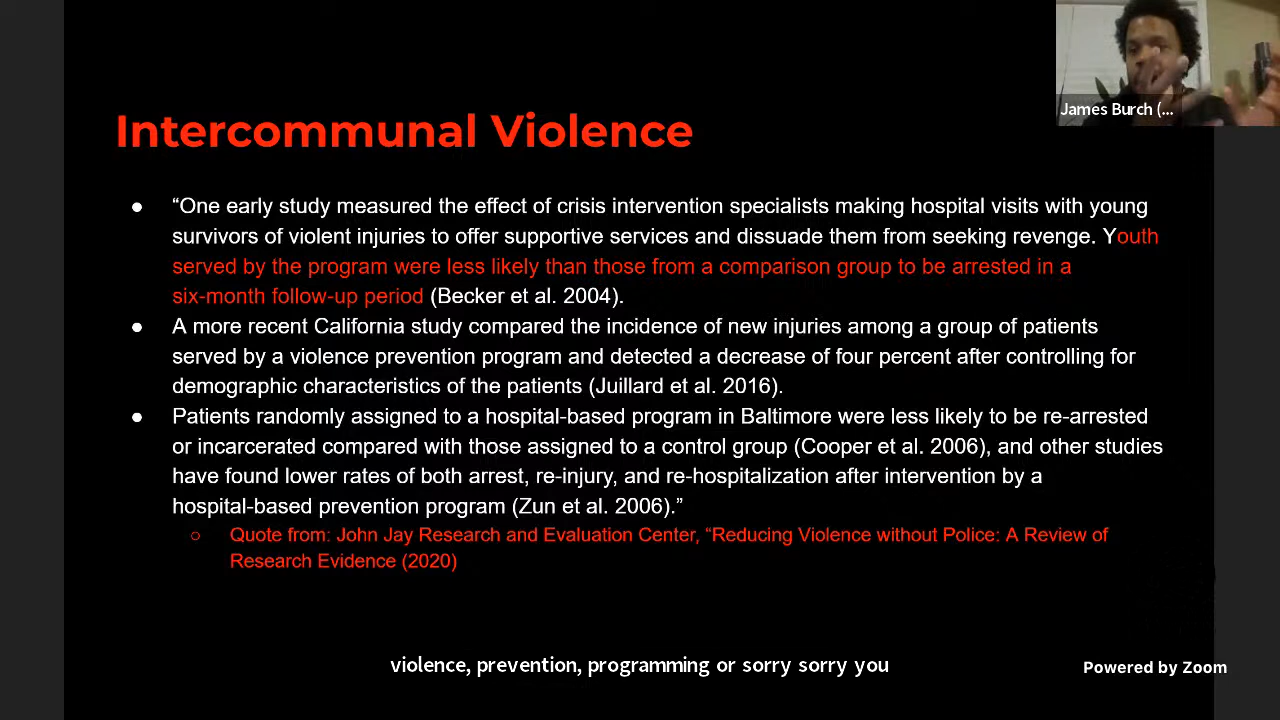 James Burch (...
Intercommunal Violence
● “One early study measured the effect of crisis intervention specialists making hospital visits with young
survivors of violent injuries to offer supportive services and dissuade them from seeking revenge. Youth
served by the program were less likely than those from a comparison group to be arrested in a
six-month follow-up period (Becker et al. 2004).
● A more recent California study compared the incidence of new injuries among a group of patients
served by a violence prevention program and detected a decrease of four percent after controlling for
demographic characteristics of the patients (Juillard et al. 2016).
● Patients randomly assigned to a hospital-based program in Baltimore were less likely to be re-arrested
or incarcerated compared with those assigned to a control group (Cooper et al. 2006), and other studies
have found lower rates of both arrest, re-injury, and re-hospitalization after intervention by a
hospital-based prevention program (Zun et al. 2006).”
○ Quote from: John Jay Research and Evaluation Center, “Reducing Violence without Police: A Review of
Research Evidence (2020)
violence, prevention, programming or sorry sorry you
Powered by Zoom